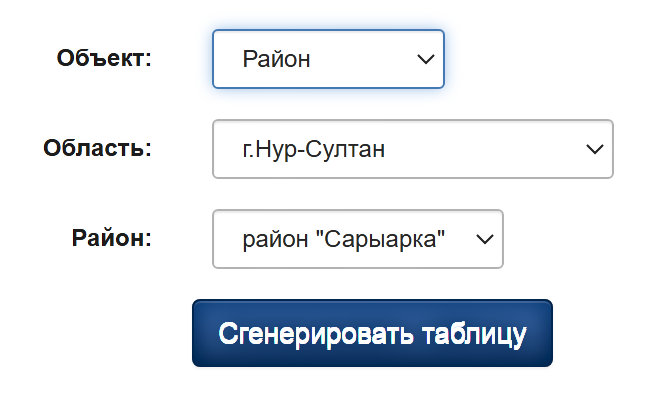 Объект: Район
Область: г.Нур-Султан
Район: район "Сарыарка"
Сгенерировать таблицу